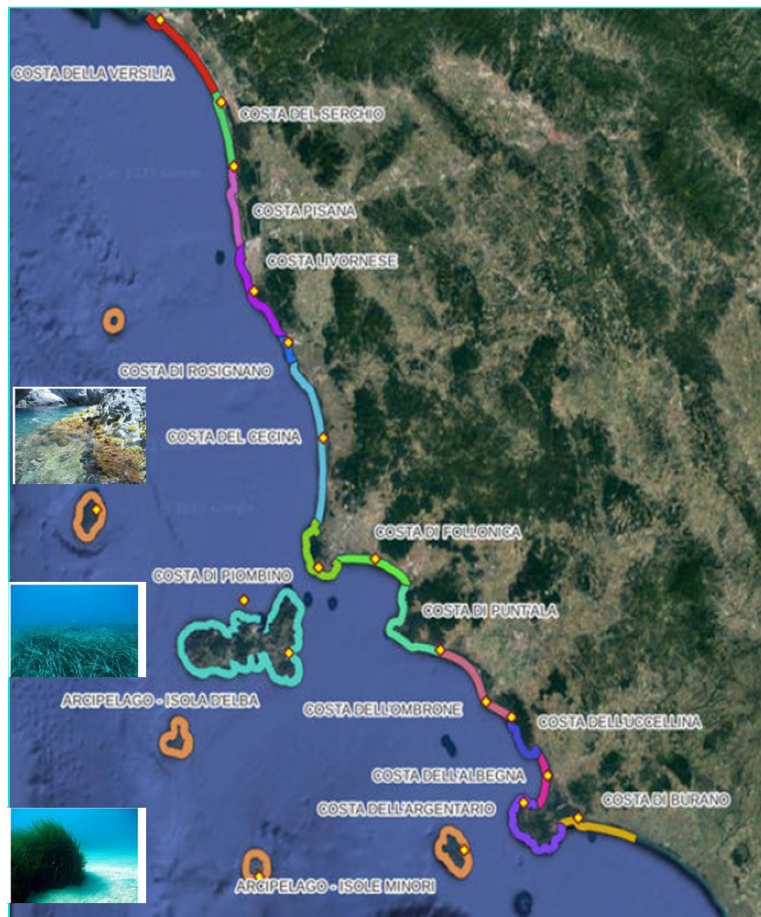 COSTA DELLA VERSILIA
COSTA DEL SERCHIO
COSTA PISANA
COSTA LIVORNESE
COSTA DI ROSIGNANO
COSTA DEL CECINA
COSTA DI FOLLONICA
COSTA DI PIOMBINO
COSTA DI PUNT'ALA
ARCIPELAGO - ISOLA D'ELBA
COSTA DELL'OMBRONE
COSTA DELL'UCCELLINA
COSTA DELL'ALBEGNA
COSTA DELL'ARGENTARIO
COSTA DI BURANO
ARCIPELAGO - ISOLE MINORI